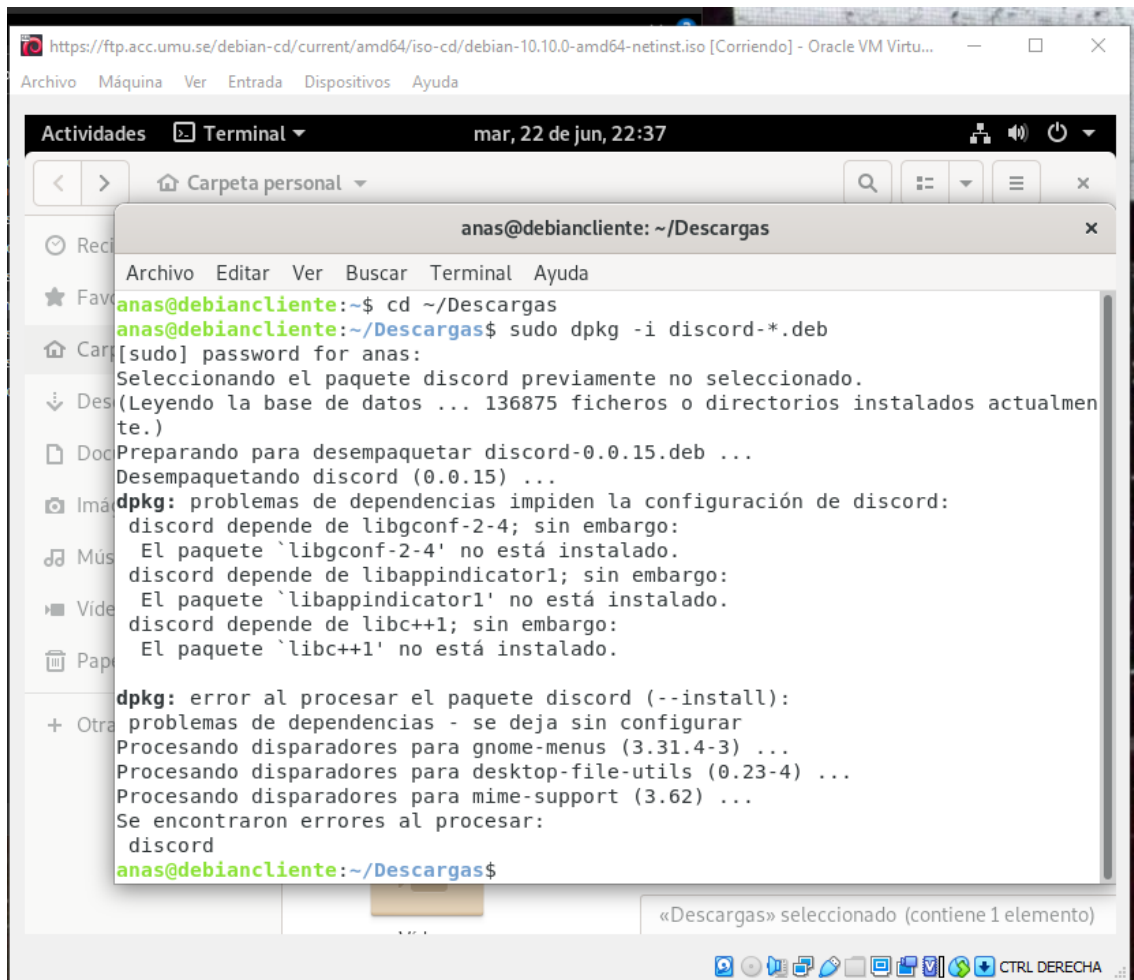 https://ftp.acc.umu.se/debian-cd/current/amd64/iso-cd/debian-10.10.0-amd64-netinst.iso [Corriendo] - Oracle VM Virtu...
Archivo Máquina Ver Entrada Dispositivos Ayuda
Actividades Terminal mar, 22 de jun, 22:37
Carpeta personal
anas@debiancliente: ~/Descargas
Reci
Archivo Editar Ver Buscar Terminal Ayuda
Favo
anas@debiancliente:~$ cd ~/Descargas
anas@debiancliente:~/Descargas$ sudo dpkg -i discord-*.deb
Carp
[sudo] password for anas:
Seleccionando el paquete discord previamente no seleccionado.
Des
(Leyendo la base de datos ... 136875 ficheros o directorios instalados actualmen
te.)
Doc
Preparando para desempaquetar discord-0.0.15.deb ...
Desempaquetando discord (0.0.15) ...
Imá
dpkg: problemas de dependencias impiden la configuración de discord:
discord depende de libgconf-2-4; sin embargo:
Mús
El paquete `libgconf-2-4' no está instalado.
discord depende de libappindicator1; sin embargo:
Víde
El paquete `libappindicator1' no está instalado.
discord depende de libc++1; sin embargo:
Pape
El paquete `libc++1' no está instalado.
dpkg: error al procesar el paquete discord (--install):
Otra
problemas de dependencias - se deja sin configurar
Procesando disparadores para gnome-menus (3.31.4-3) ...
Procesando disparadores para desktop-file-utils (0.23-4) ...
Procesando disparadores para mime-support (3.62) ...
Se encontraron errores al procesar:
discord
anas@debiancliente:~/Descargas$
«Descargas» seleccionado (contiene 1 elemento)
CTRL DERECHA